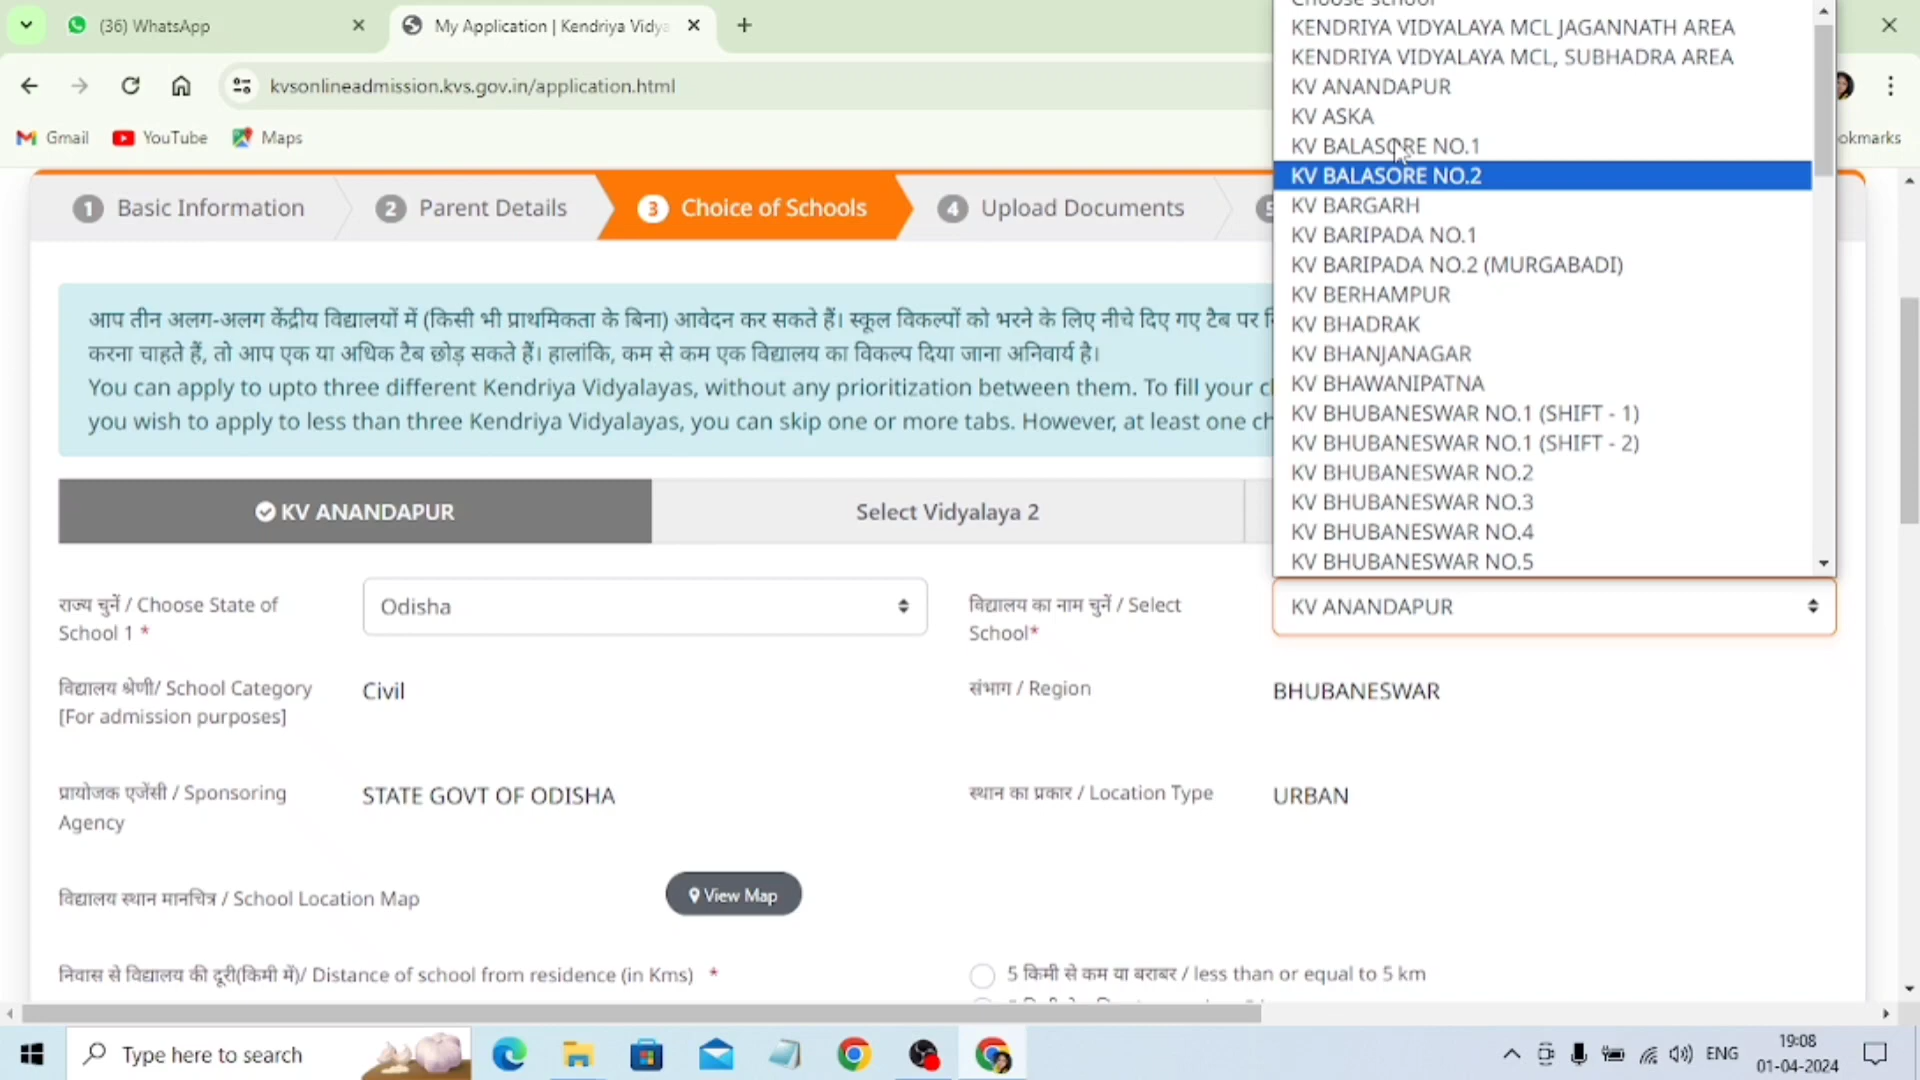 (36) WhatsApp
My Application | Kendriya Vidya
kvsonlineadmission.kvs.gov.in/application.html
Gmail
YouTube
Maps
okmarks
KENDRIYA VIDYALAYA MCL JAGANNATH AREA
KENDRIYA VIDYALAYA MCL, SUBHADRA AREA
KV ANANDAPUR
KV ASKA
KV BALASORE NO.1
KV BALASORE NO.2
KV BARGARH
KV BARIPADA NO.1
KV BARIPADA NO.2 (MURGABADI)
KV BERHAMPUR
KV BHADRAK
KV BHANJANAGAR
KV BHAWANIPATNA
KV BHUBANESWAR NO.1 (SHIFT - 1)
KV BHUBANESWAR NO.1 (SHIFT - 2)
KV BHUBANESWAR NO.2
KV BHUBANESWAR NO.3
KV BHUBANESWAR NO.4
KV BHUBANESWAR NO.5
1 Basic Information
2 Parent Details
3 Choice of Schools
4 Upload Documents
5
आप तीन अलग-अलग केंद्रीय विद्यालयों में (किसी भी प्राथमिकता के बिना) आवेदन कर सकते हैं। स्कूल विकल्पों को भरने के लिए नीचे दिए गए टैब पर
करना चाहते हैं, तो आप एक या अधिक टैब छोड़ सकते हैं। हालांकि, कम से कम एक विद्यालय का विकल्प दिया जाना अनिवार्य है।
You can apply to upto three different Kendriya Vidyalayas, without any prioritization between them. To fill your
you wish to apply to less than three Kendriya Vidyalayas, you can skip one or more tabs. However, at least one
KV ANANDAPUR
Select Vidyalaya 2
राज्य चुनें / Choose State of
School 1 *
Odisha
विद्यालय का नाम चुनें / Select
School*
KV ANANDAPUR
विद्यालय श्रेणी/ School Category
[For admission purposes]
Civil
संभाग / Region
BHUBANESWAR
प्रायोजक एजेंसी / Sponsoring
Agency
STATE GOVT OF ODISHA
स्थान का प्रकार / Location Type
URBAN
विद्यालय स्थान मानचित्र / School Location Map
View Map
निवास से विद्यालय की दूरी(किमी में)/ Distance of school from residence (in Kms) *
5 किमी से कम या बराबर / less than or equal to 5 km
Type here to search
ENG
19:08
01-04-2024